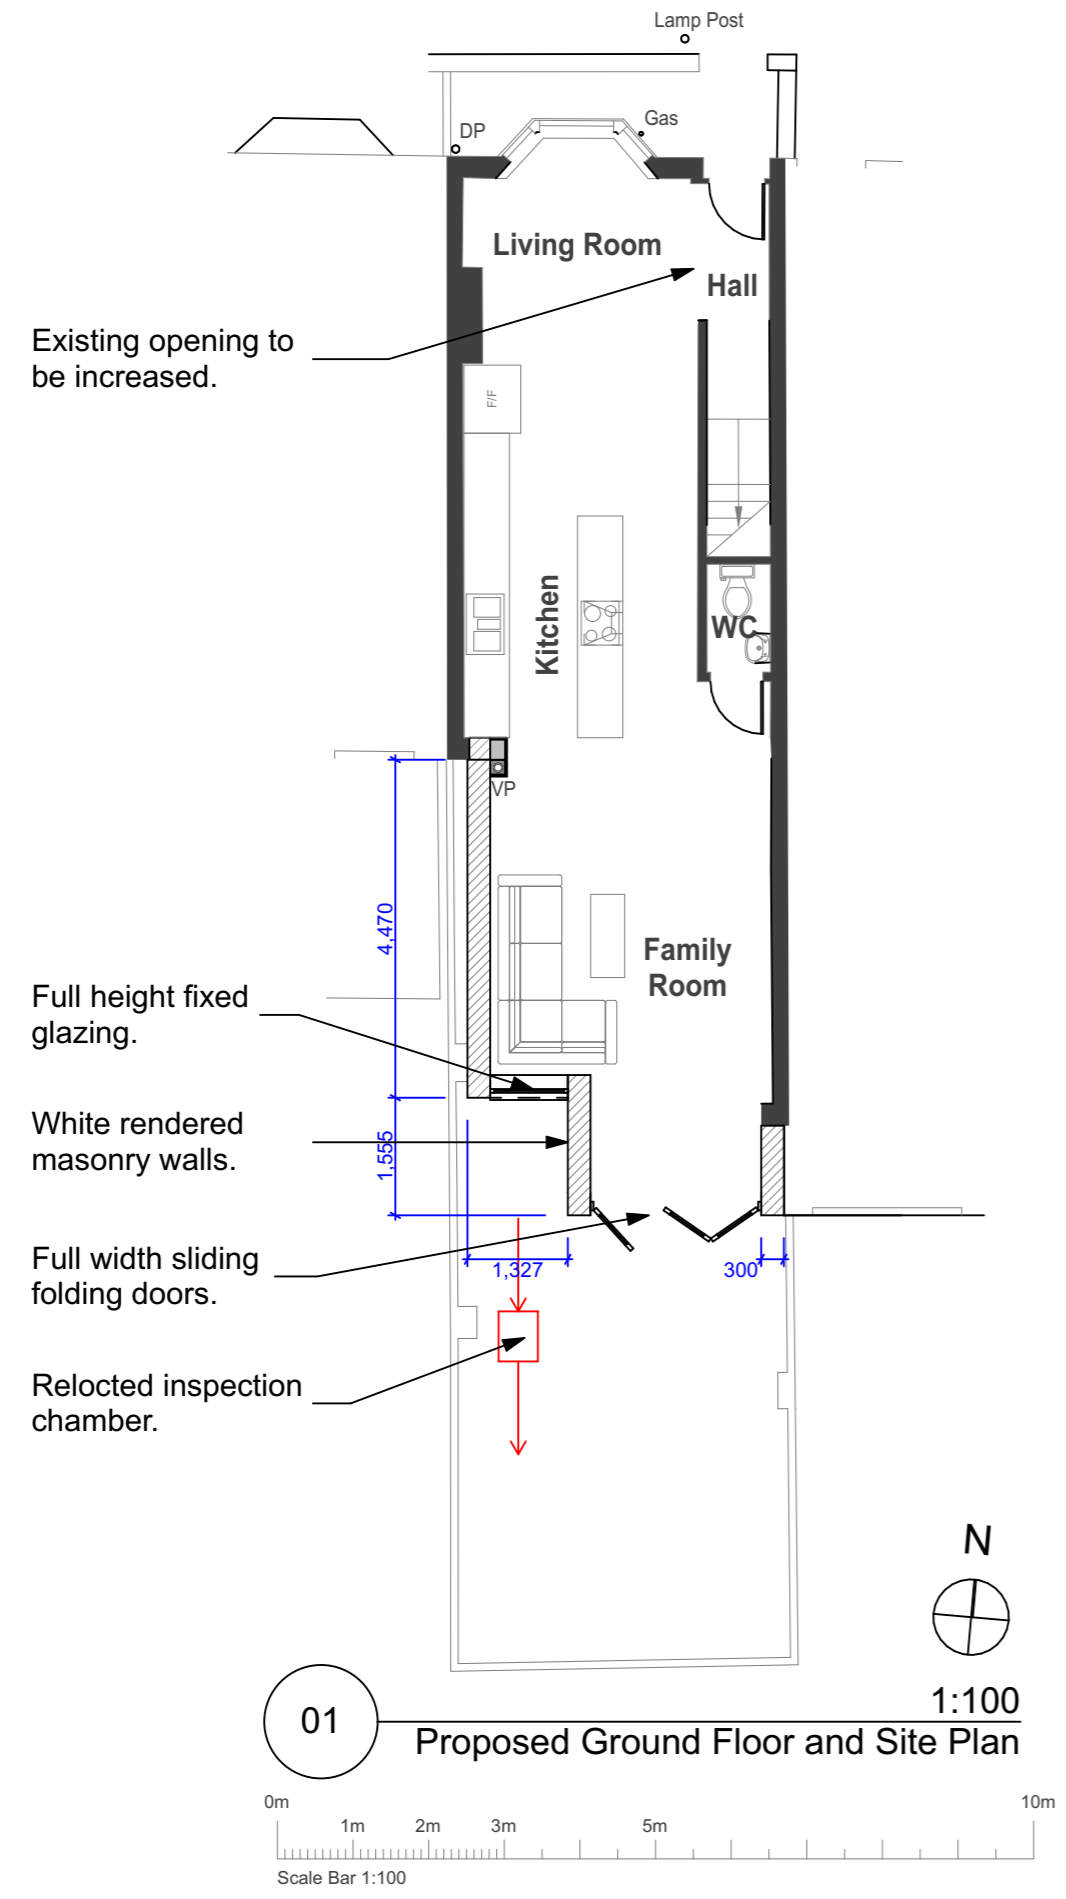 Lamp Post
Gas
DP
Living Room
Hall
Existing opening to
be increased.
F/F
Kitchen
WC
VP
4,470
Family
Room
Full height fixed
glazing.
White rendered
masonry walls.
1,555
Full width sliding
folding doors.
1,327
300
Relocted inspection
chamber.
N
01
1:100
Proposed Ground Floor and Site Plan
0m
10m
1m
2m
3m
5m
Scale Bar 1:100